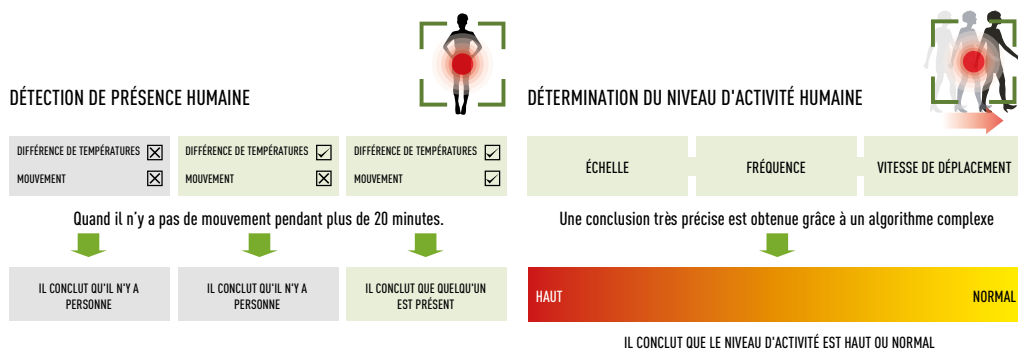 DÉTECTION DE PRÉSENCE HUMAINE
DIFFÉRENCE DE TEMPÉRATURES
MOUVEMENT
DIFFÉRENCE DE TEMPÉRATURES
MOUVEMENT
DIFFÉRENCE DE TEMPÉRATURES
MOUVEMENT
Quand il n’y a pas de mouvement pendant plus de 20 minutes.
IL CONCLUT QU'IL N'Y A
PERSONNE
IL CONCLUT QU'IL N'Y A
PERSONNE
IL CONCLUT QUE QUELQU'UN
EST PRÉSENT
DÉTERMINATION DU NIVEAU D'ACTIVITÉ HUMAINE
ÉCHELLE
FRÉQUENCE
VITESSE DE DÉPLACEMENT
Une conclusion très précise est obtenue grâce à un algorithme complexe
HAUT
NORMAL
IL CONCLUT QUE LE NIVEAU D'ACTIVITÉ EST HAUT OU NORMAL